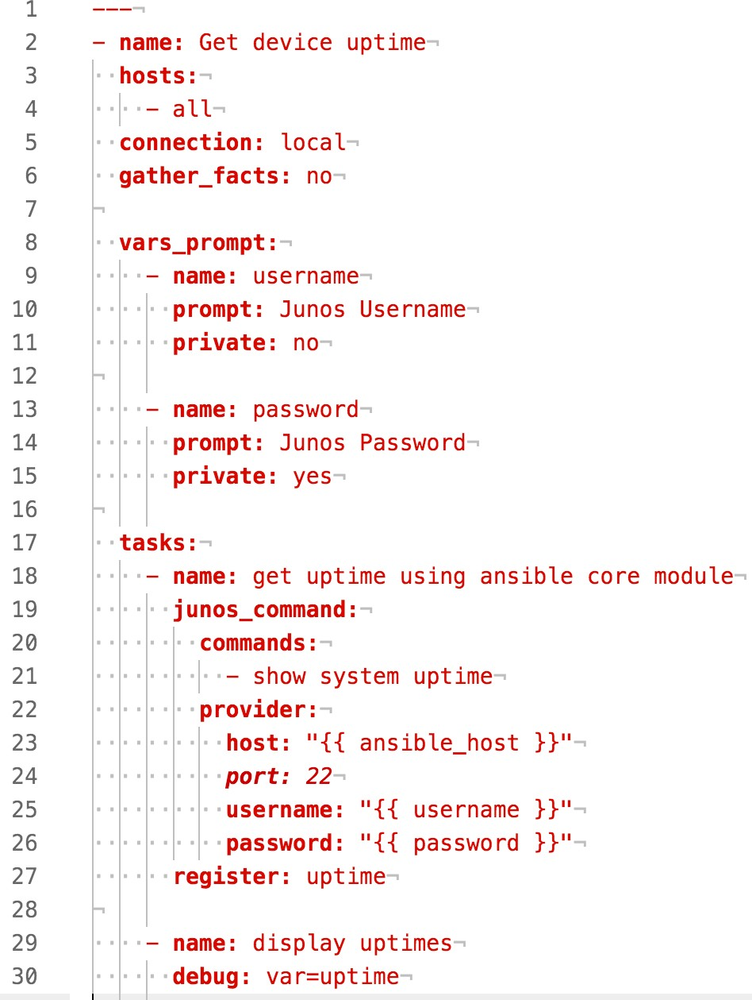 1 ---
2 - name: Get device uptime
3   hosts:
4     - all
5   connection: local
6   gather_facts: no
7
8   vars_prompt:
9     - name: username
10       prompt: Junos Username
11       private: no
12
13     - name: password
14       prompt: Junos Password
15       private: yes
16
17   tasks:
18     - name: get uptime using ansible core module
19       junos_command:
20         commands:
21           - show system uptime
22         provider:
23           host: "{{ ansible_host }}"
24           port: 22
25           username: "{{ username }}"
26           password: "{{ password }}"
27       register: uptime
28
29     - name: display uptimes
30       debug: var=uptime